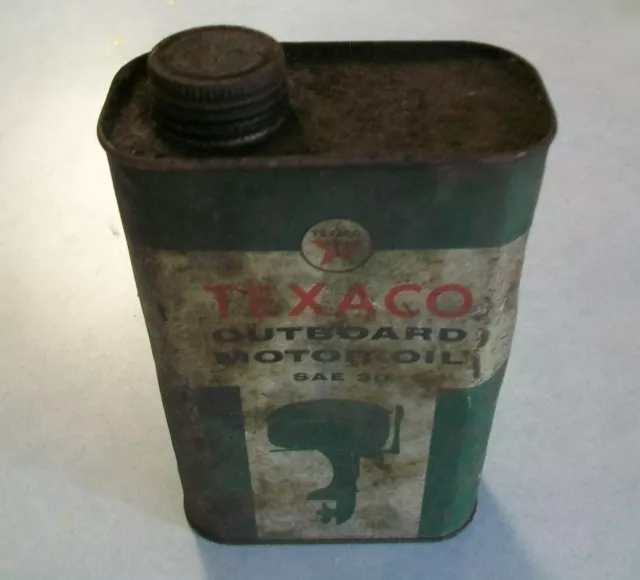 TEXACO
TEXACO
OUTBOARD
MOTOR OIL
SAE 30